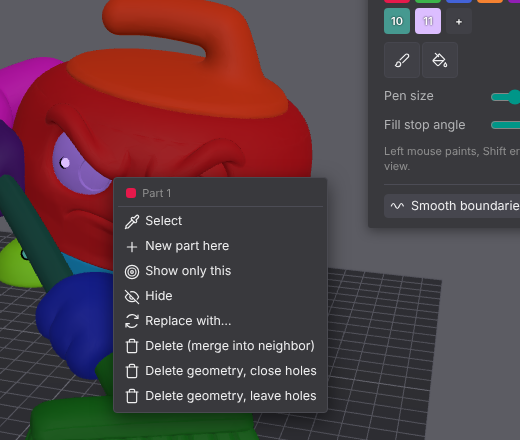 10 11 +
Pen size
Fill stop angle
Left mouse paints, Shift
view.
Smooth boundarie
Part 1
Select
New part here
Show only this
Hide
Replace with...
Delete (merge into neighbor)
Delete geometry, close holes
Delete geometry, leave holes